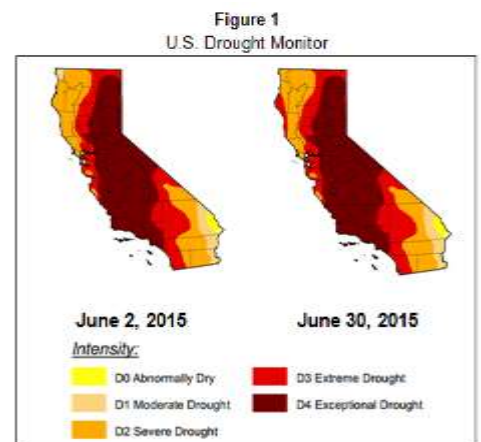 Figure 1
U.S. Drought Monitor
June 2, 2015
June 30, 2015
Intensity:
D0 Abnormally Dry
D3 Extreme Drought
D1 Moderate Drought
D4 Exceptional Drought
D2 Severe Drought